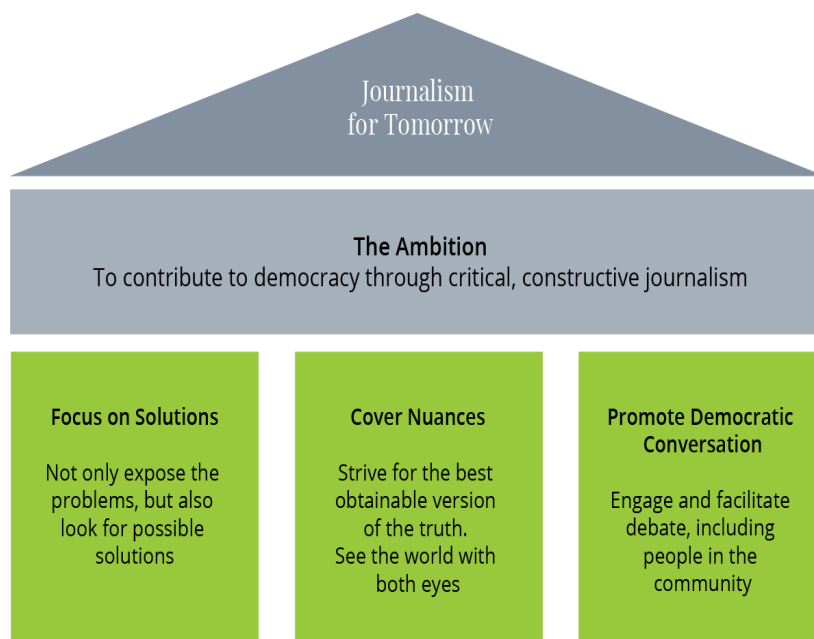 Journalism
for Tomorrow
The Ambition
To contribute to democracy through critical, constructive journalism
Focus on Solutions
Not only expose the
problems, but also
look for possible
solutions
Cover Nuances
Strive for the best
obtainable version
of the truth.
See the world with
both eyes
Promote Democratic
Conversation
Engage and facilitate
debate, including
people in the
community